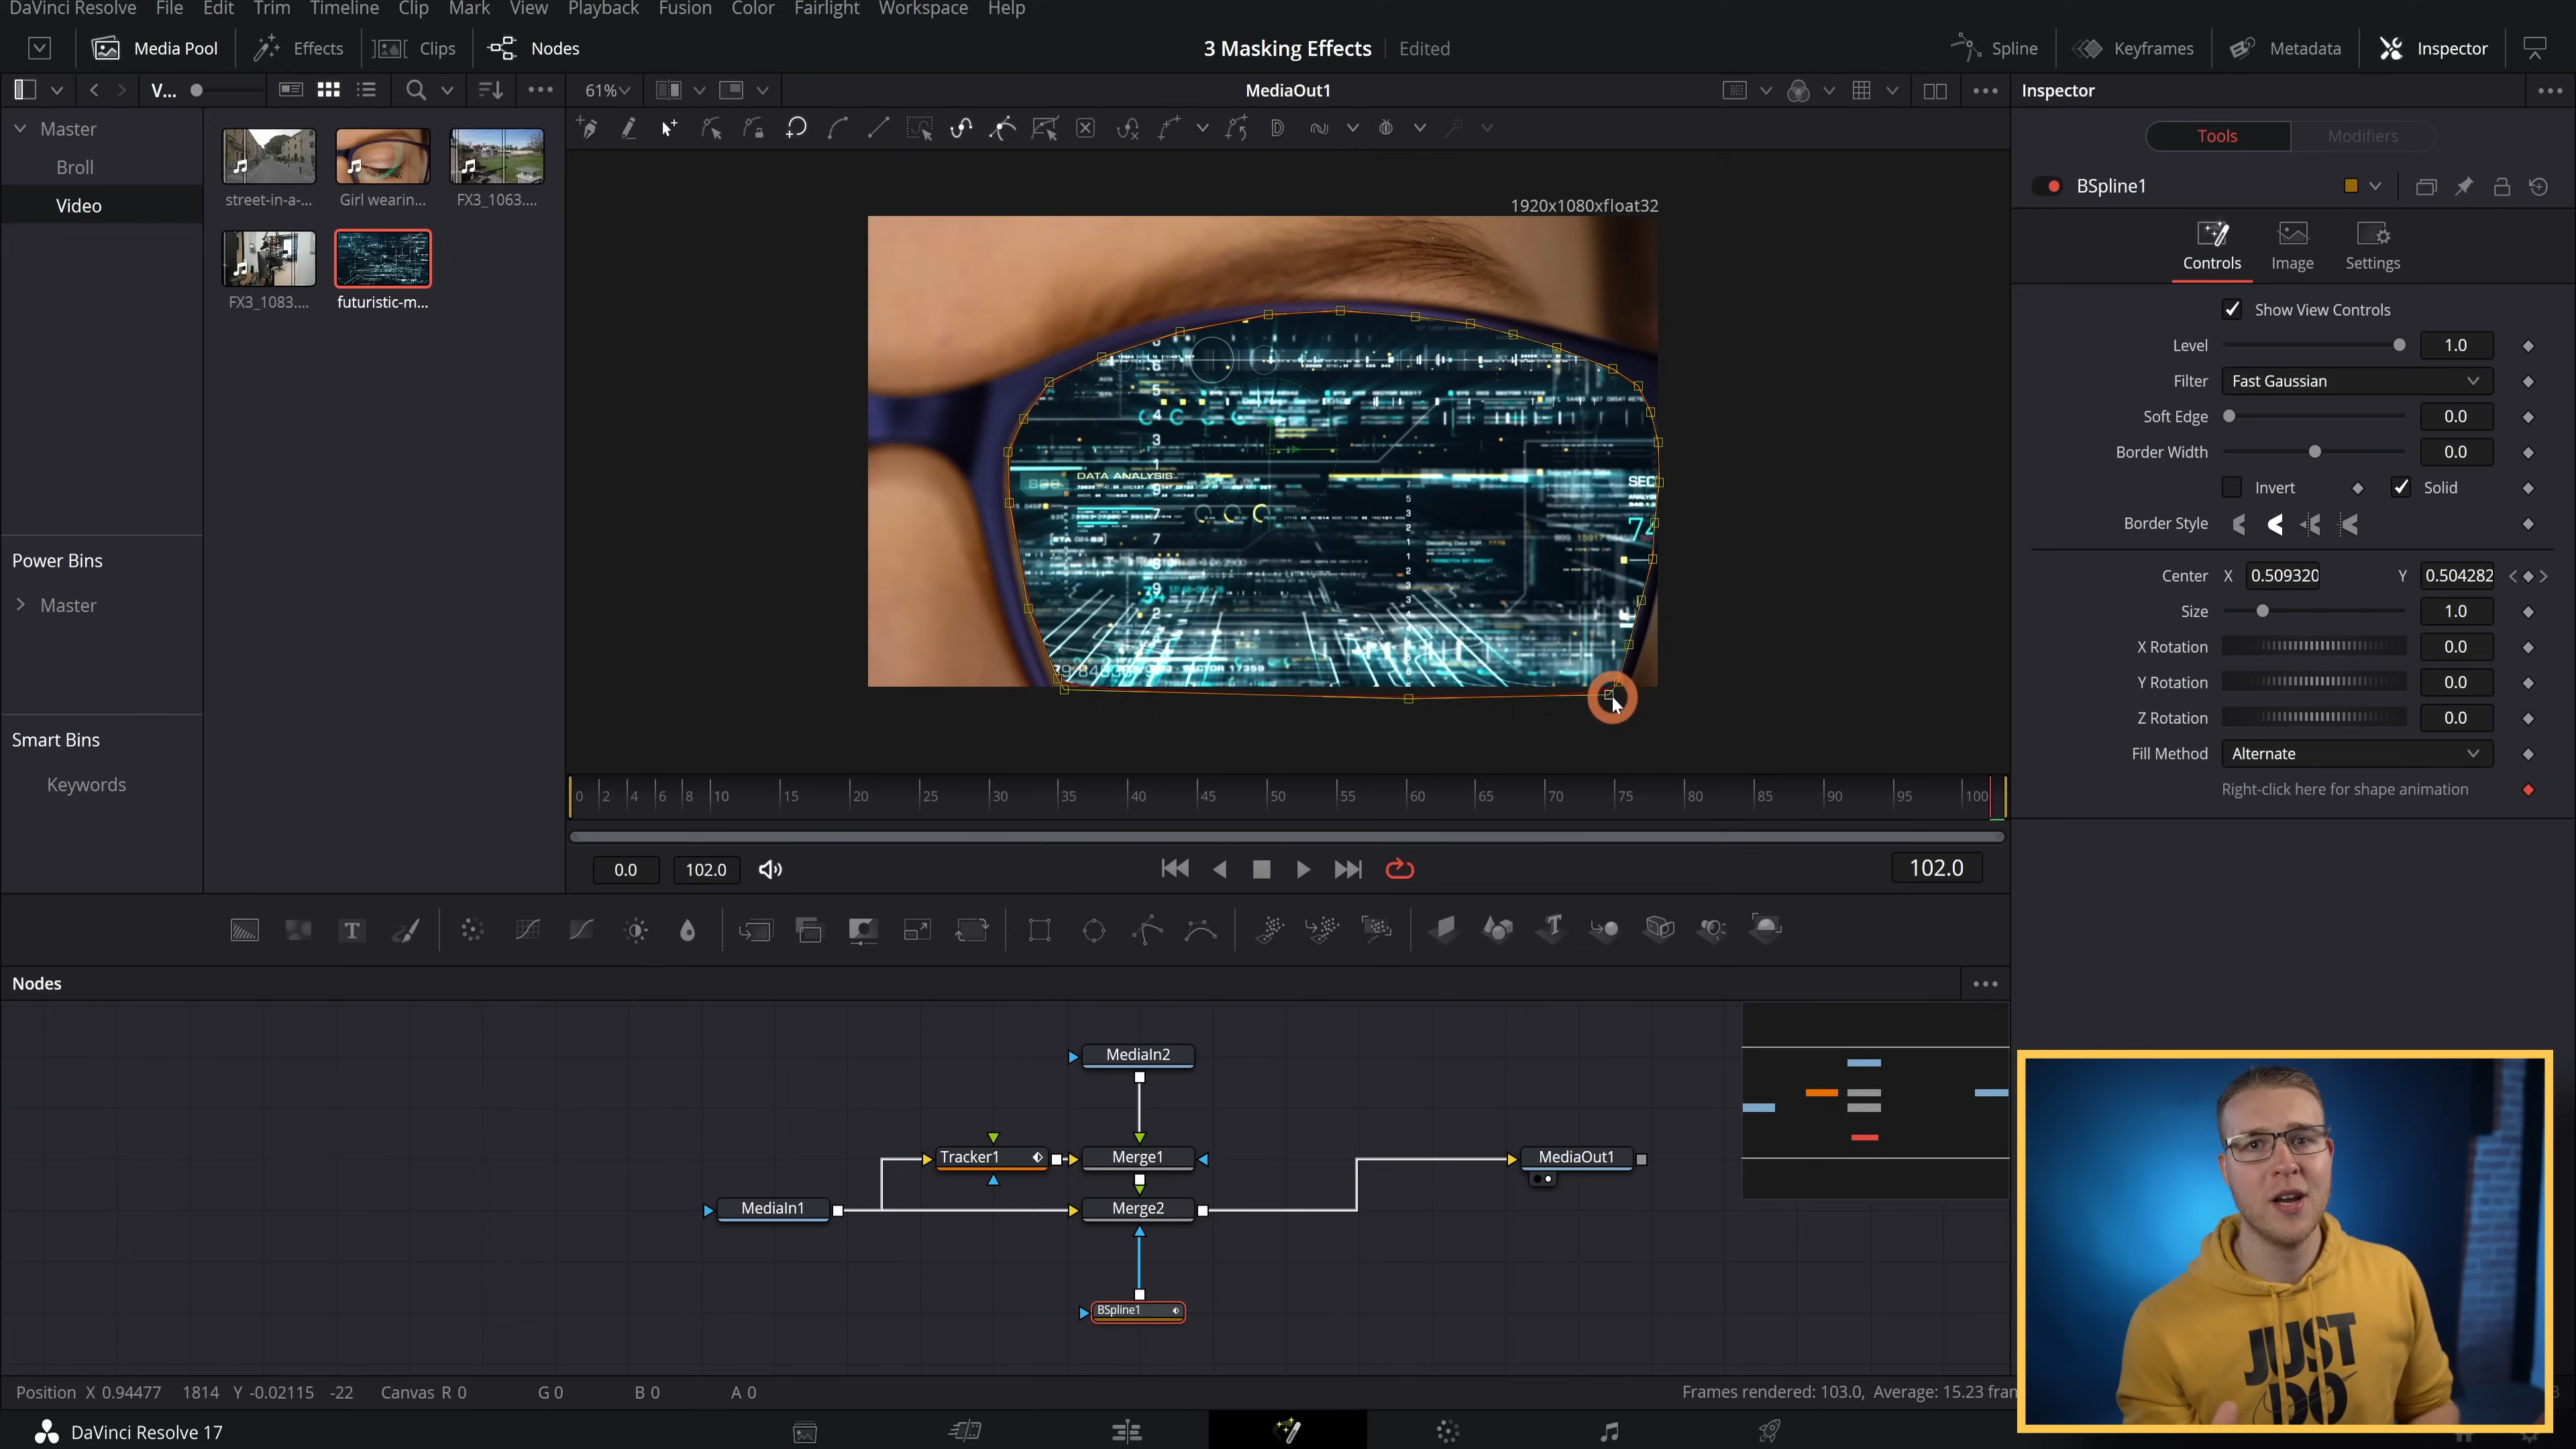 DaVinci Resolve File Edit Trim Timeline Clip Mark View Playback Fusion Color Fairlight Workspace Help
Media Pool Effects Clips Nodes 3 Masking Effects Edited Spline Keyframes Metadata Inspector
V... 61% MediaOut1 Inspector
Master
Broll
Video
street-in-a-... Girl wearin... FX3_1063....
FX3_1083.... futuristic-m...
Power Bins
Master
Smart Bins
Keywords
1920x1080xfloat32
DATA ANALYSIS
SEC
74
SECTOR 17359
0 2 4 6 8 10 15 20 25 30 35 40 45 50 55 60 65 70 75 80 85 90 95 100
0.0 102.0 102.0
Tools Modifiers
BSpline1
Controls Image Settings
Show View Controls
Level 1.0
Filter Fast Gaussian
Soft Edge 0.0
Border Width 0.0
Invert Solid
Border Style
Center X 0.509320 Y 0.504282
Size 1.0
X Rotation 0.0
Y Rotation 0.0
Z Rotation 0.0
Fill Method Alternate
Right-click here for shape animation
Nodes
MediaIn2
Tracker1 Merge1 MediaOut1
MediaIn1 Merge2
BSpline1
JUST
DO
Position X 0.94477 1814 Y -0.02115 -22 Canvas R 0 G 0 B 0 A 0 Frames rendered: 103.0, Average: 15.23 fran
DaVinci Resolve 17